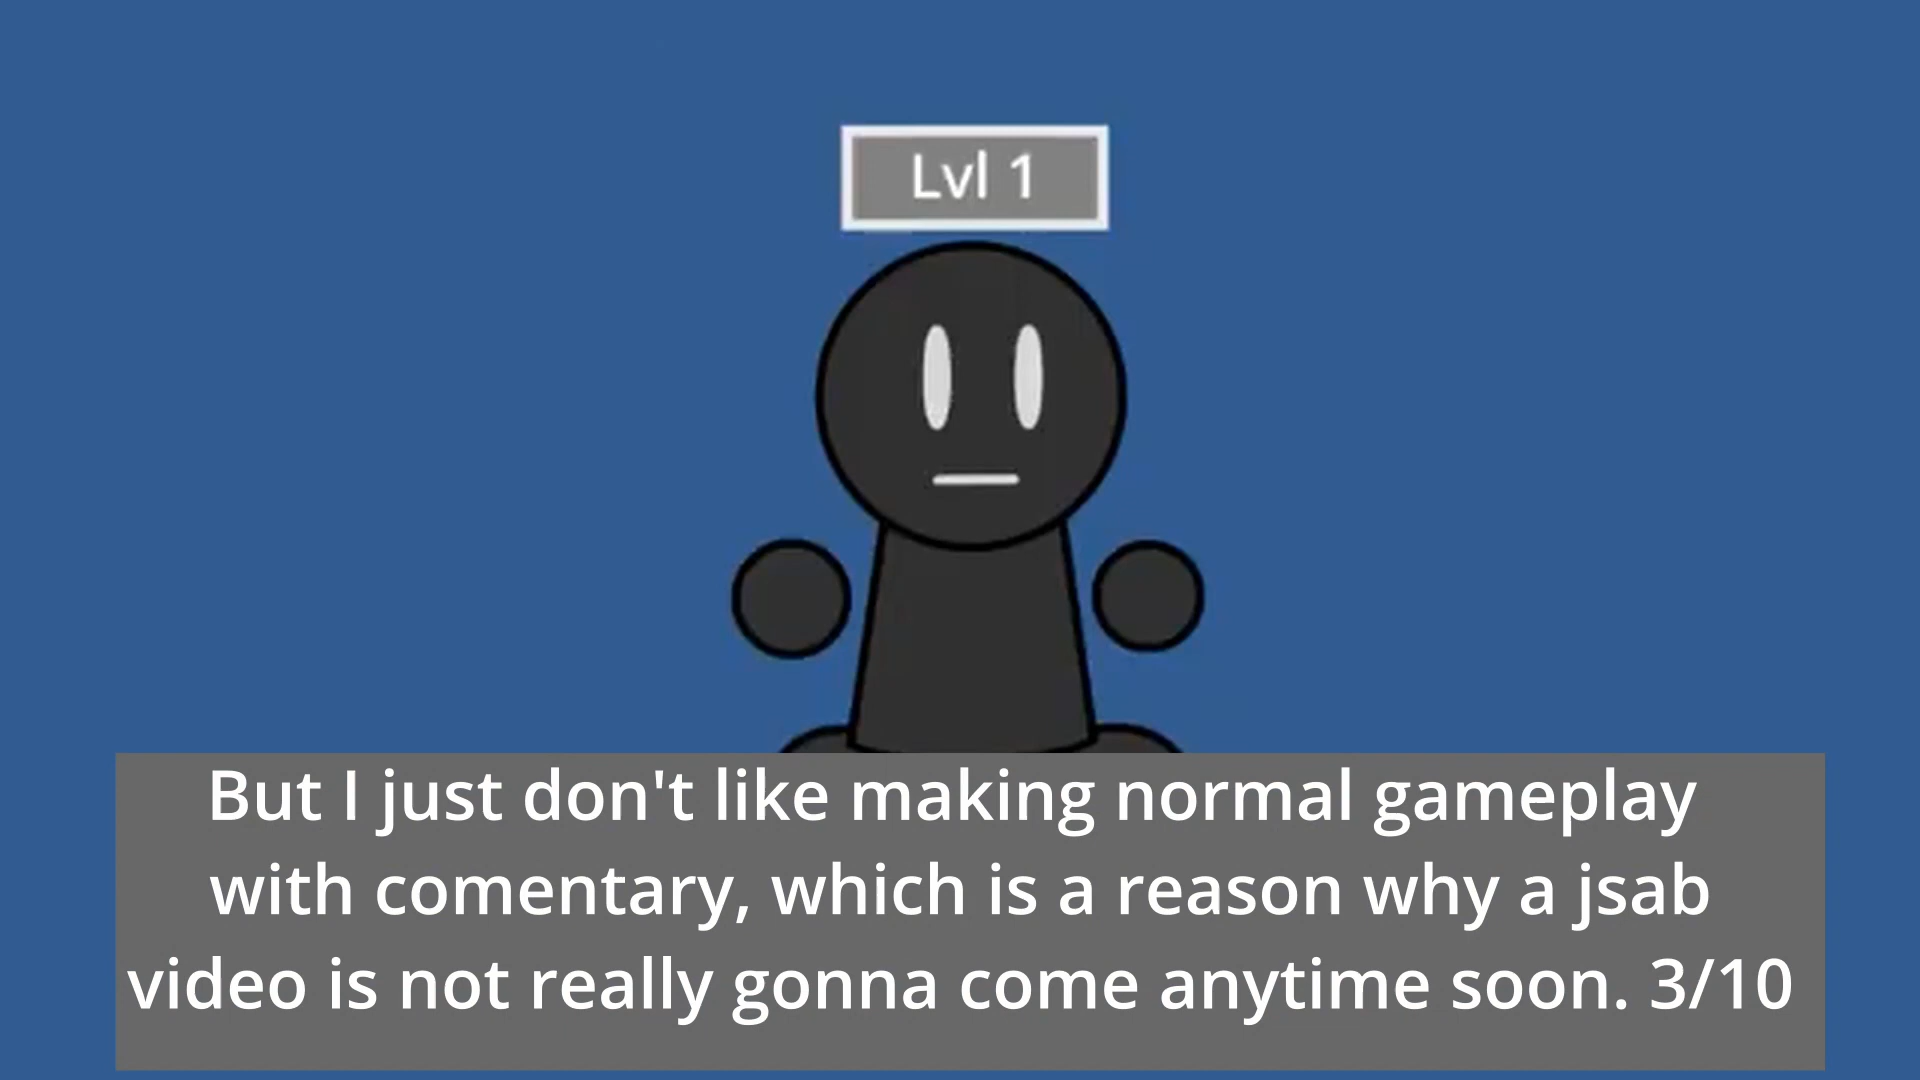 Lvl 1
But I just don't like making normal gameplay
with comentary, which is a reason why a jsab
video is not really gonna come anytime soon. 3/10